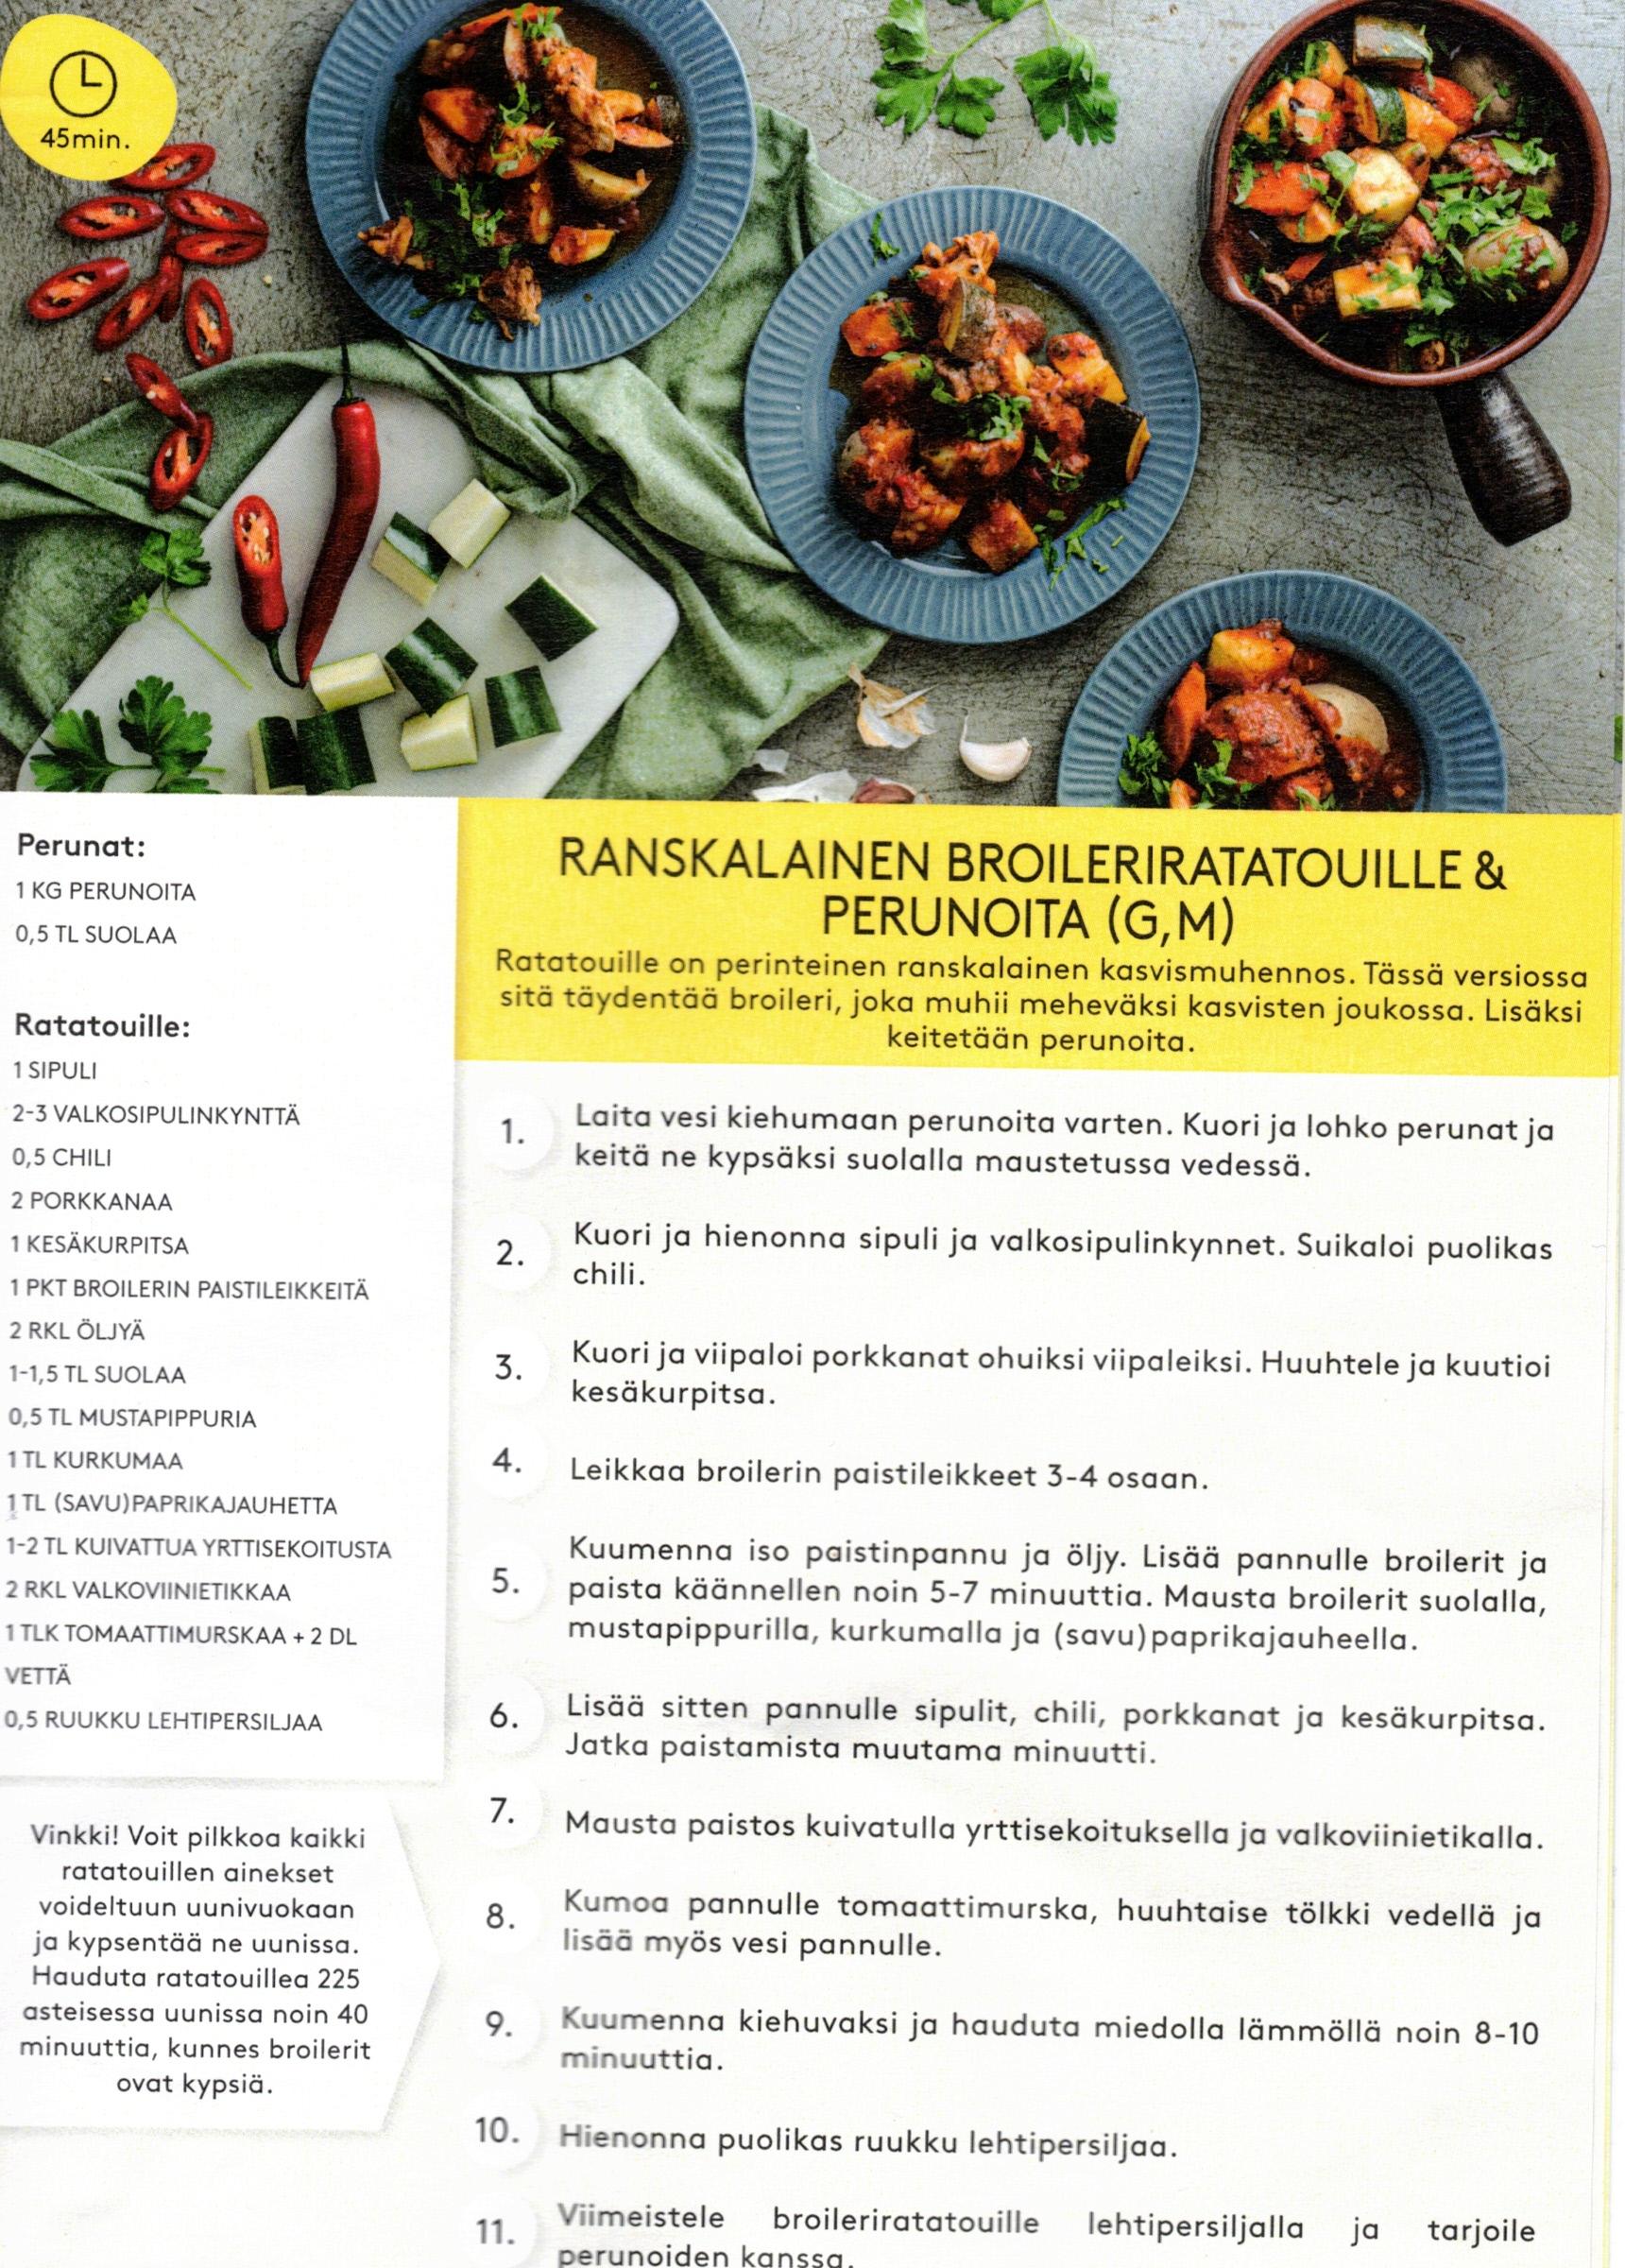 45min.
Perunat:
1 KG PERUNOITA
0,5 TL SUOLAA
Ratatouille:
1 SIPULI
2-3 VALKOSIPULINKYNTTÄ
0,5 CHILI
2 PORKKANAA
1 KESÄKURPITSA
1 PKT BROILERIN PAISTILEIKKEITÄ
2 RKL ÖLJYÄ
1-1,5 TL SUOLAA
0,5 TL MUSTAPIPPURIA
1 TL KURKUMAA
1 TL (SAVU)PAPRIKAJAUHETTA
1-2 TL KUIVATTUA YRTTISEKOITUSTA
2 RKL VALKOVIINIETIKKAA
1 TLK TOMAATTIMURSKAA + 2 DL
VETTÄ
0,5 RUUKKU LEHTIPERSILJAA
Vinkki! Voit pilkkoa kaikki
ratatouillen ainekset
voideltuun uunivuokaan
ja kypsentää ne uunissa.
Hauduta ratatouillea 225
asteisessa uunissa noin 40
minuuttia, kunnes broilerit
ovat kypsiä.
RANSKALAINEN BROILERIRATATOUILLE &
PERUNOITA (G,M)
Ratatouille on perinteinen ranskalainen kasvismuhennos. Tässä versiossa
sitä täydentää broileri, joka muhii meheväksi kasvisten joukossa. Lisäksi
keitetään perunoita.
1. Laita vesi kiehumaan perunoita varten. Kuori ja lohko perunat ja
keitä ne kypsäksi suolalla maustetussa vedessä.
2. Kuori ja hienonna sipuli ja valkosipulinkynnet. Suikaloi puolikas
chili.
3. Kuori ja viipaloi porkkanat ohuiksi viipaleiksi. Huuhtele ja kuutioi
kesäkurpitsa.
4. Leikkaa broilerin paistileikkeet 3-4 osaan.
5. Kuumenna iso paistinpannu ja öljy. Lisää pannulle broilerit ja
paista käännellen noin 5-7 minuuttia. Mausta broilerit suolalla,
mustapippurilla, kurkumalla ja (savu)paprikajauheella.
6. Lisää sitten pannulle sipulit, chili, porkkanat ja kesäkurpitsa.
Jatka paistamista muutama minuutti.
7. Mausta paistos kuivatulla yrttisekoituksella ja valkoviinietikalla.
8. Kumoa pannulle tomaattimurska, huuhtaise tölkki vedellä ja
lisää myös vesi pannulle.
9. Kuumenna kiehuvaksi ja hauduta miedolla lämmöllä noin 8-10
minuuttia.
10. Hienonna puolikas ruukku lehtipersiljaa.
11. Viimeistele broileriratatouille lehtipersiljalla ja tarjoile
perunoiden kanssa.